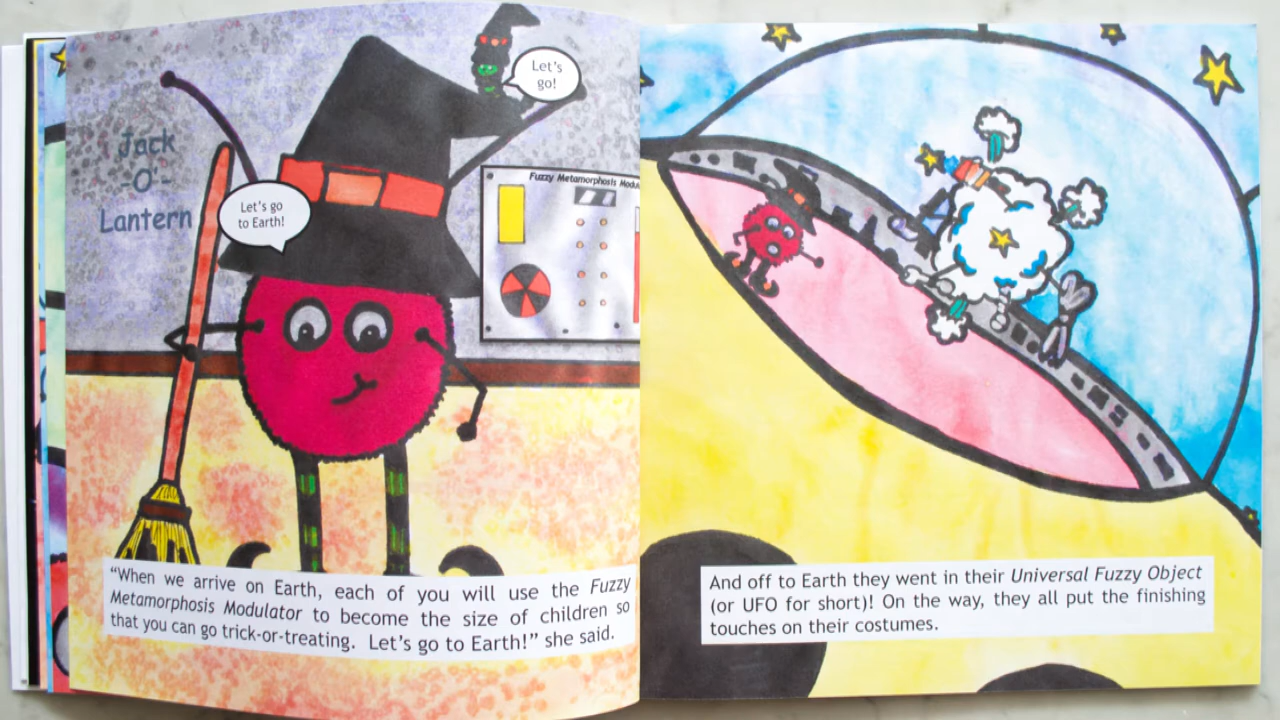 Let's
go!
Jack
-O'-
Lantern
Let's go
to Earth!
Fuzzy Metamorphosis
“When we arrive on Earth, each of you will use the Fuzzy
Metamorphosis Modulator to become the size of children so
that you can go trick-or-treating. Let's go to Earth!” she said.
And off to Earth they went in their Universal Fuzzy Object
(or UFO for short)! On the way, they all put the finishing
touches on their costumes.